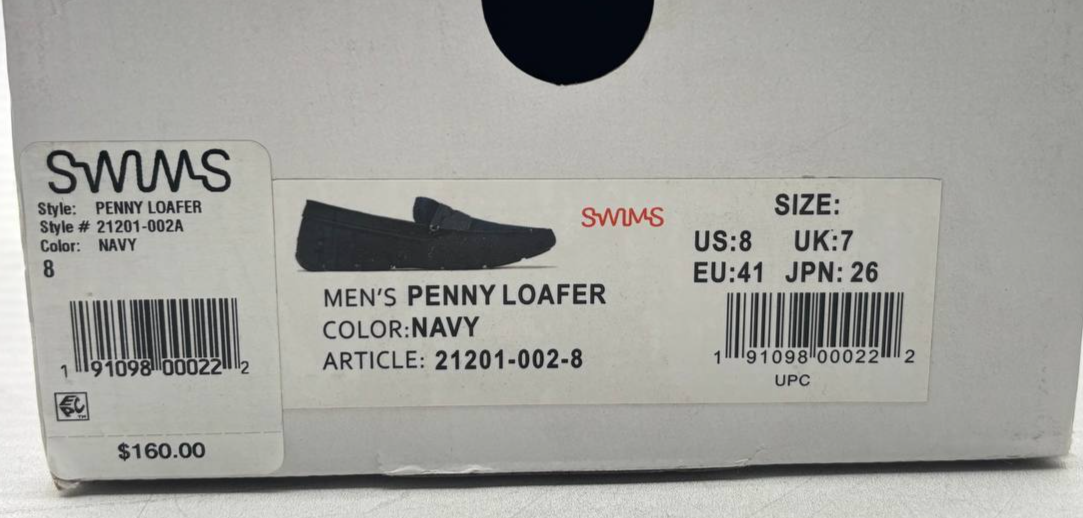 SWIMS
Style: PENNY LOAFER
Style # 21201-002A
Color: NAVY
8
1 91098 00022 2
EPC™
$160.00
SWIMS
MEN'S PENNY LOAFER
COLOR:NAVY
ARTICLE: 21201-002-8
SIZE:
US:8 UK:7
EU:41 JPN: 26
1 91098 00022 2
UPC